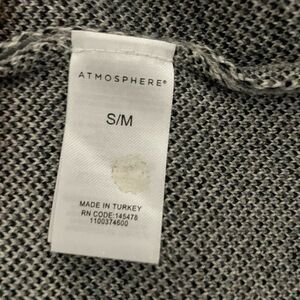 ATMOSPHERE®
S/M
MADE IN TURKEY
RN CODE:145478
1100374600